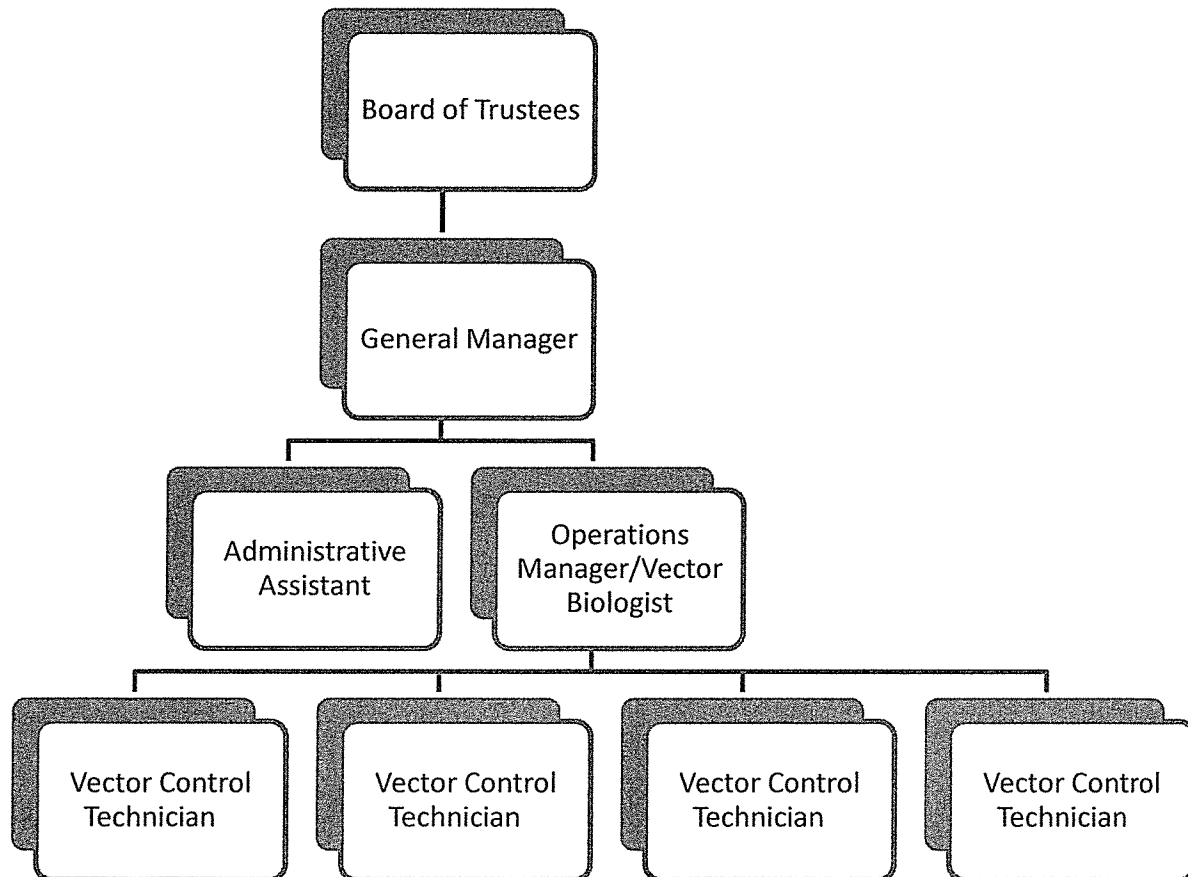 Board of Trustees
General Manager
Administrative
Assistant
Operations
Manager/Vector
Biologist
Vector Control
Technician
Vector Control
Technician
Vector Control
Technician
Vector Control
Technician